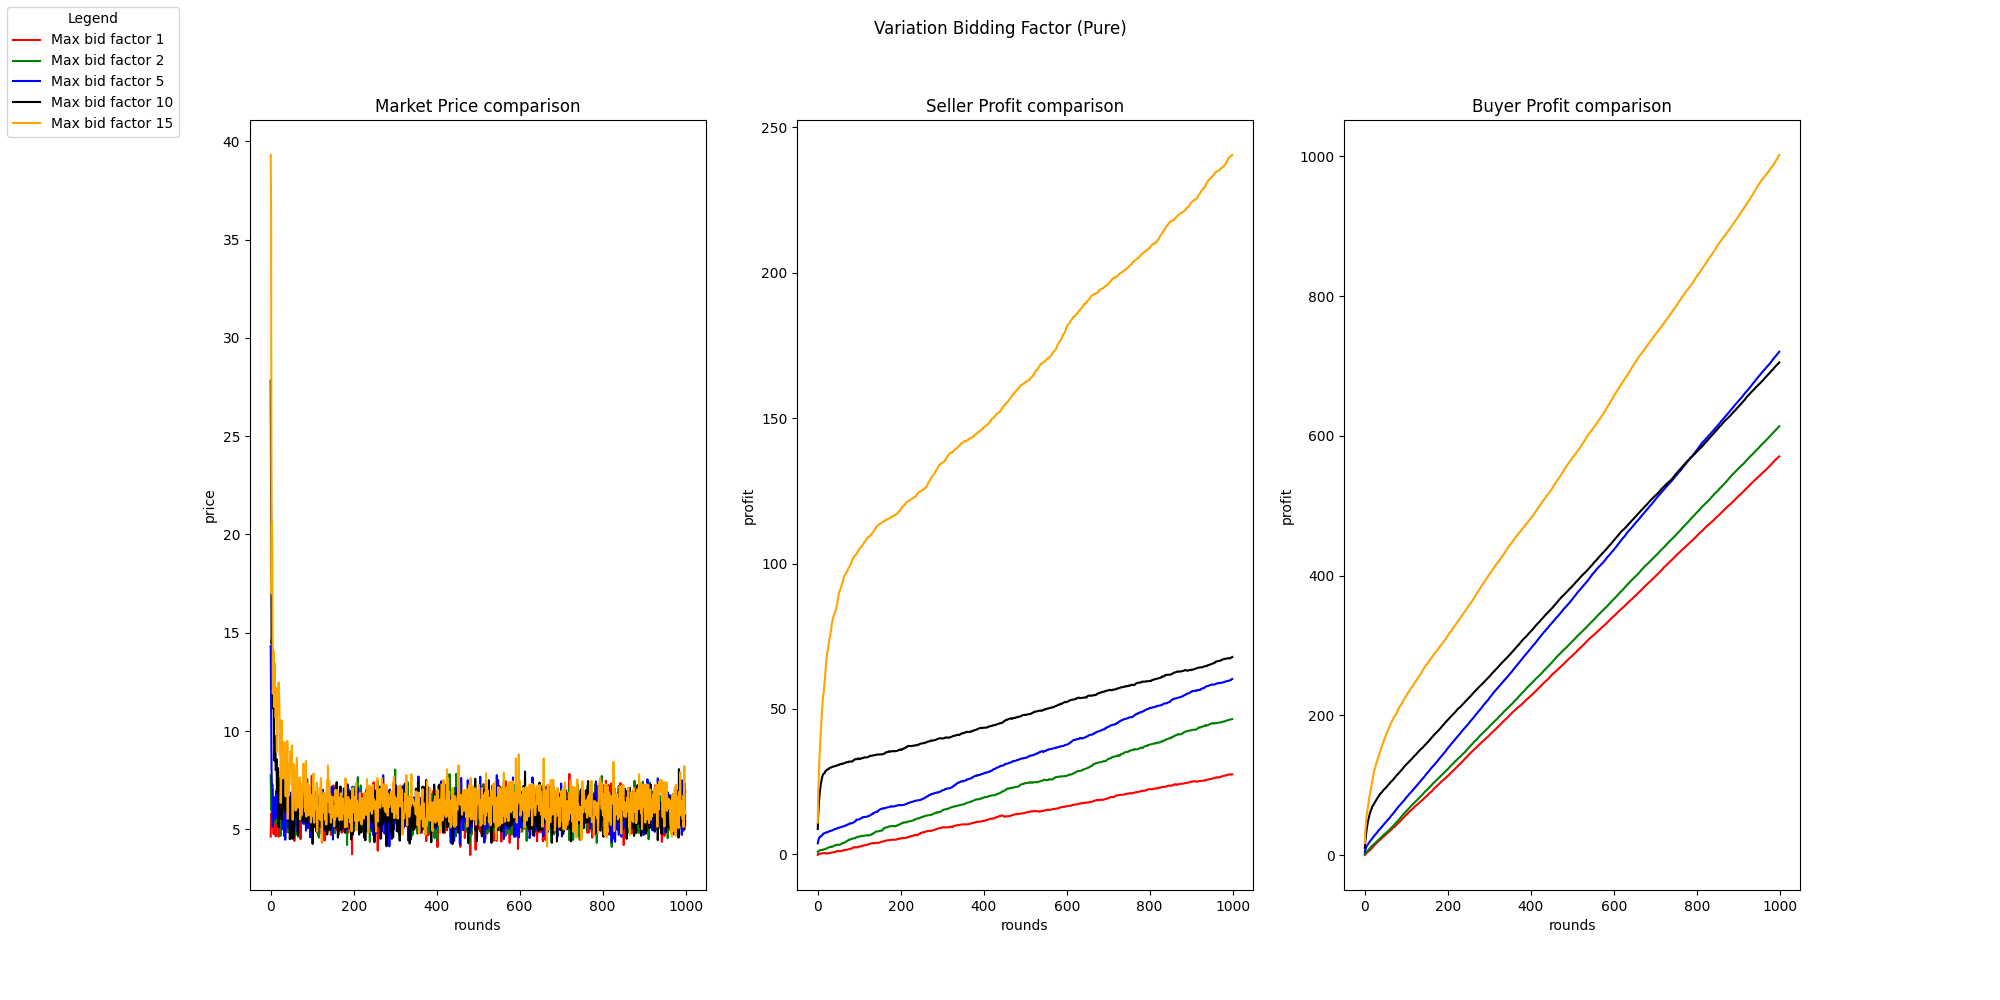 Legend
Max bid factor 1
Max bid factor 2
Max bid factor 5
Max bid factor 10
Max bid factor 15
Variation Bidding Factor (Pure)
Market Price comparison
40
35
30
25
20
15
10
5
price
0 200 400 600 800 1000
rounds
Seller Profit comparison
250
200
150
100
50
0
profit
0 200 400 600 800 1000
rounds
Buyer Profit comparison
1000
800
600
400
200
0
profit
0 200 400 600 800 1000
rounds